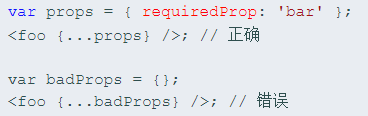 var props = { requiredProp: 'bar' };
<foo {...props} />; // 正确
var badProps = {};
<foo {...badProps} />; // 错误